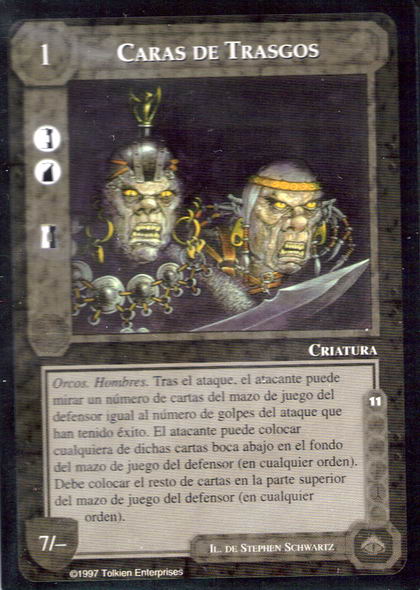 1
CARAS DE TRASGOS
CRIATURA
Orcos. Hombres. Tras el ataque, el atacante puede
mirar un número de cartas del mazo de juego del
defensor igual al número de golpes del ataque que
han tenido éxito. El atacante puede colocar
cualquiera de dichas cartas boca abajo en el fondo
del mazo de juego del defensor (en cualquier orden).
Debe colocar el resto de cartas en la parte superior
del mazo de juego del defensor (en cualquier
orden).
11
7/–
IL. DE STEPHEN SCHWARTZ
©1997 Tolkien Enterprises